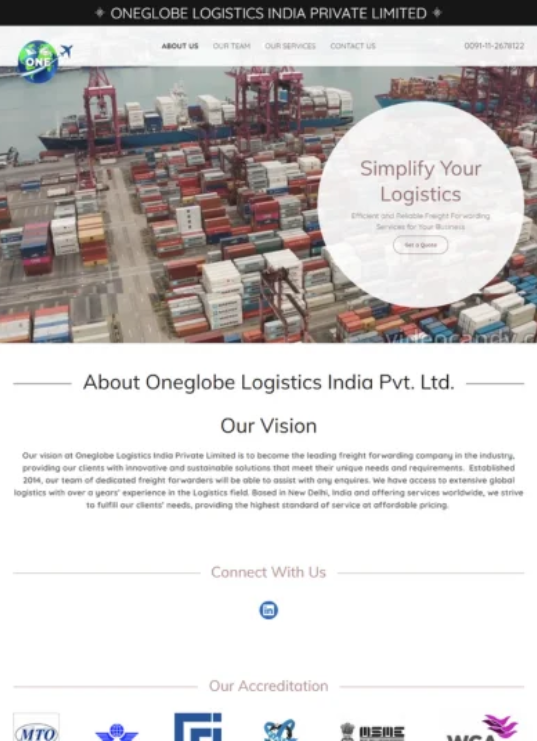 ONEGLOBE LOGISTICS INDIA PRIVATE LIMITED
ONE
ABOUT US OUR TEAM OUR SERVICES CONTACT US 0091-11-2678122
Simplify Your
Logistics
Efficient and Reliable Freight Forwarding
Services for Your Business
Get a Quote
videocandy.c
About Oneglobe Logistics India Pvt. Ltd.
Our Vision
Our vision at Oneglobe Logistics India Private Limited is to become the leading freight forwarding company in the industry,
providing our clients with innovative and sustainable solutions that meet their unique needs and requirements. Established
2014, our team of dedicated freight forwarders will be able to assist with any enquires. We have access to extensive global
logistics with over a years' experience in the Logistics field. Based in New Delhi, India and offering services worldwide, we strive
to fulfill our clients' needs, providing the highest standard of service at affordable pricing.
Connect With Us
in
Our Accreditation
MTO
MSME
WCA